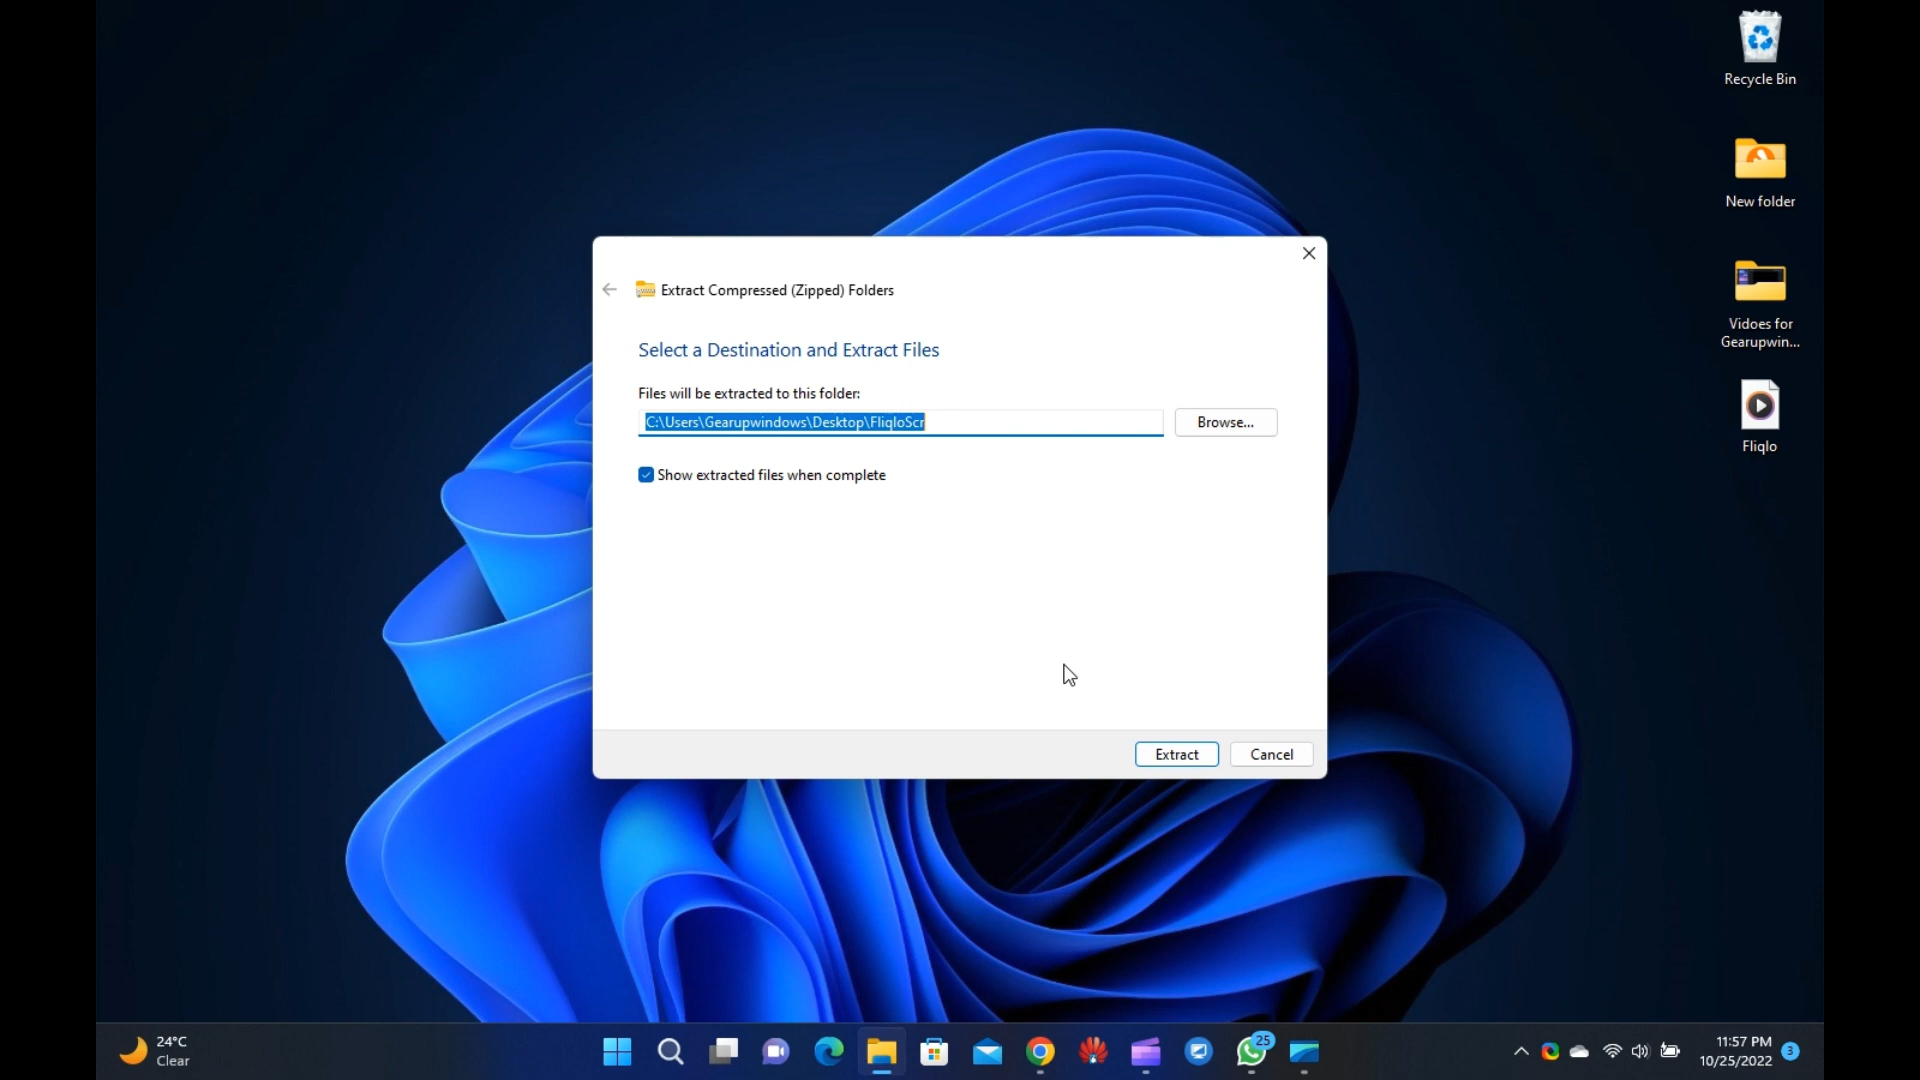 Recycle Bin
New folder
Vidoes for
Gearupwin...
Fliqlo
Extract Compressed (Zipped) Folders
Select a Destination and Extract Files
Files will be extracted to this folder:
C:\Users\Gearupwindows\Desktop\FliqloScr
Browse...
Show extracted files when complete
Extract
Cancel
24°C
Clear
25
11:57 PM
10/25/2022
3